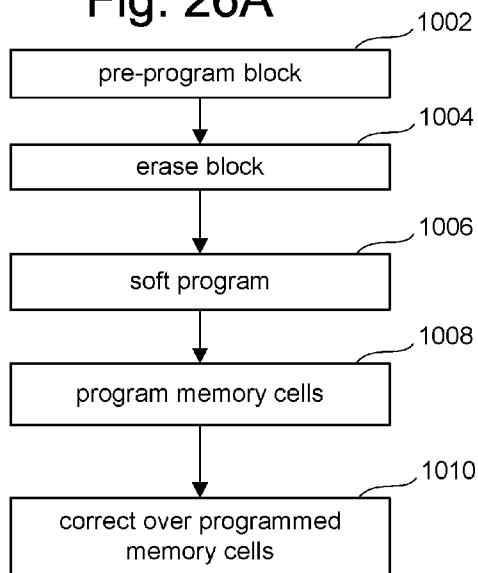 Fig. 26A
1002
pre-program block
1004
erase block
1006
soft program
1008
program memory cells
1010
correct over programmed
memory cells